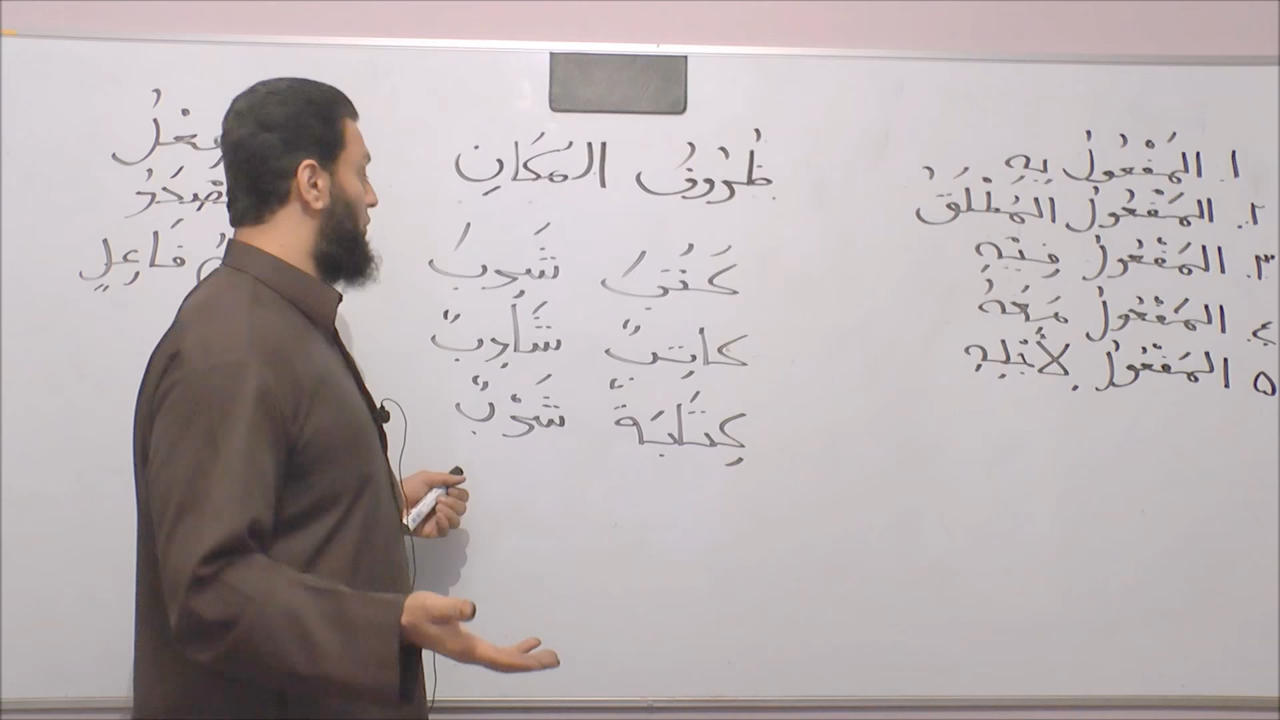 ١. المَفْعُولُ بِهِ
٢. المَفْعُولُ المُطْلَقُ
٣. المَفْعُولُ فِيْهِ
٤. المَفْعُولُ مَعَهُ
٥ المَفْعُولُ لِأَجْلِهِ
ظُرُوفُ المَكَانِ
كَتَبَ شَرِبَ
كَاتِبٌ شَارِبٌ
كِتَابَةٌ شَرْبٌ
فِعْلُ
مَصْدَرُ
فَاعِلٍ